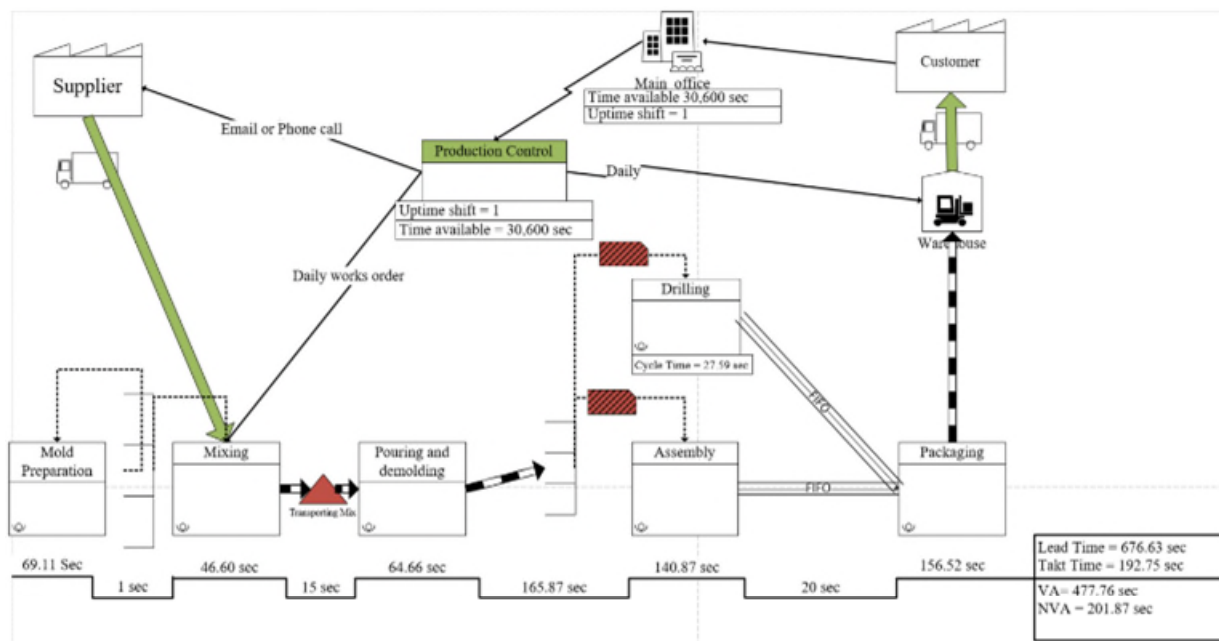 Supplier
Customer
Main office
Time available 30,600 sec
Uptime shift = 1
Email or Phone call
Production Control
Daily
Uptime shift = 1
Time available = 30,600 sec
Warehouse
Daily works order
Drilling
Cycle Time = 27.59 sec
FIFO
Mold
Preparation
Mixing
Pouring and
demolding
Assembly
Packaging
FIFO
Transporting Mix
69.11 Sec
46.60 sec
64.66 sec
140.87 sec
156.52 sec
1 sec
15 sec
165.87 sec
20 sec
Lead Time = 676.63 sec
Takt Time = 192.75 sec
VA= 477.76 sec
NVA = 201.87 sec